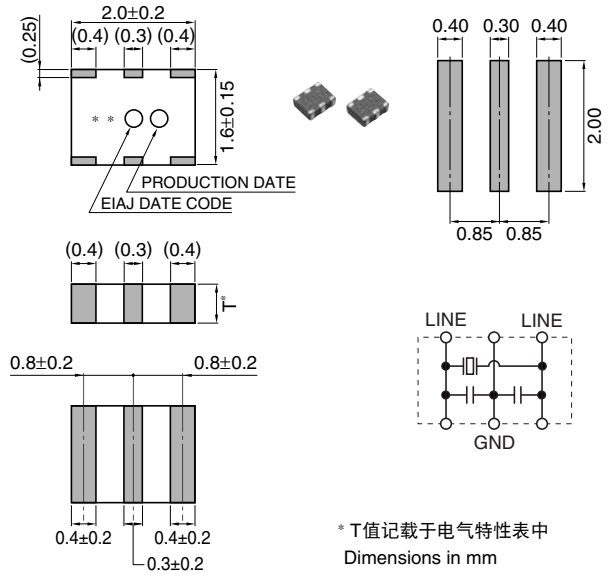 2.0±0.2
(0.4) (0.3) (0.4)
(0.25)
* *
1.6±0.15
PRODUCTION DATE
EIAJ DATE CODE
0.40 0.30 0.40
2.00
0.85 0.85
(0.4) (0.3) (0.4)
T*
LINE LINE
GND
0.8±0.2 0.8±0.2
0.4±0.2 0.4±0.2
0.3±0.2
* T值记载于电气特性表中
Dimensions in mm